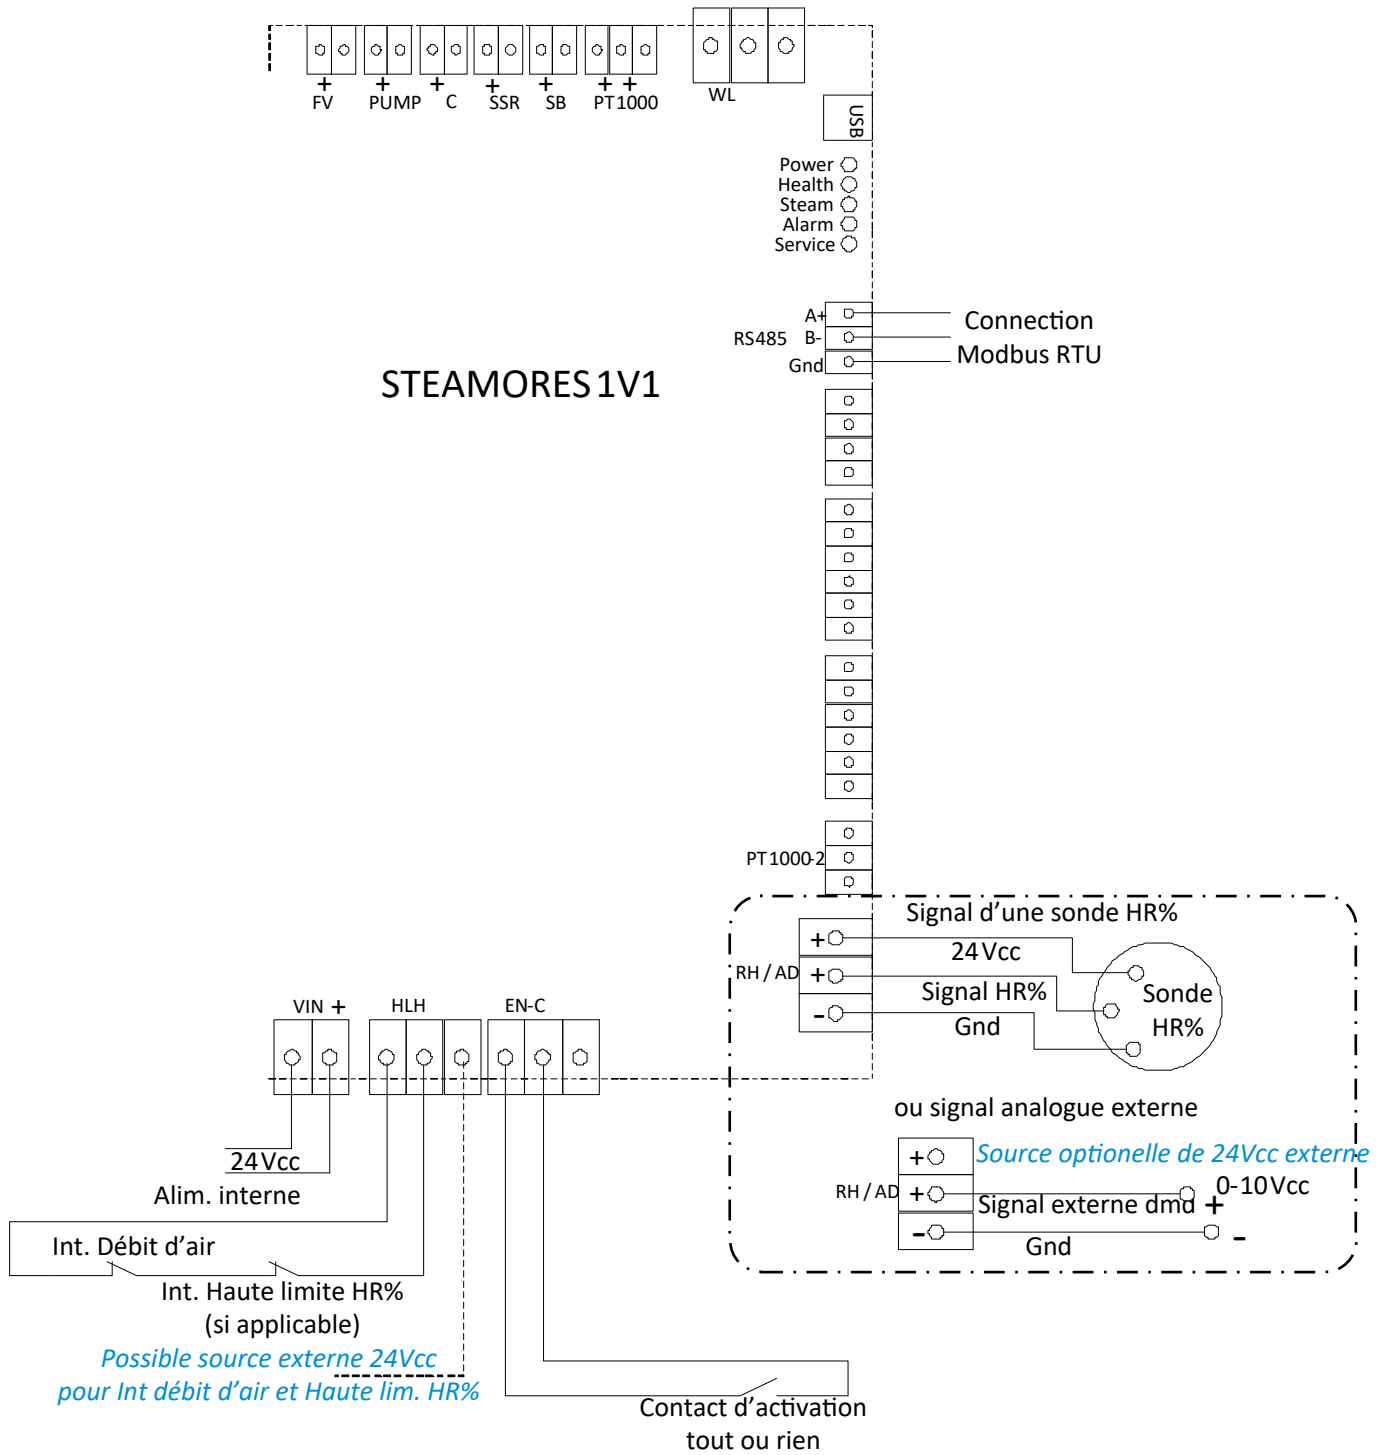 + + + + + + +
FV PUMP C SSR SB PT1000
WL
USB
Power
Health
Steam
Alarm
Service
A+
RS485 B-
Gnd
Connection
Modbus RTU
STEAMORES 1V1
PT1000-2
Signal d’une sonde HR%
+
24Vcc
RH / AD +
Signal HR%
-
Gnd
Sonde
HR%
VIN +
HLH
EN-C
ou signal analogue externe
+ Source optionelle de 24Vcc externe
RH / AD + 0-10Vcc
Signal externe dmd +
- -
Gnd
24Vcc
Alim. interne
Int. Débit d’air
Int. Haute limite HR%
(si applicable)
Possible source externe 24Vcc
pour Int débit d’air et Haute lim. HR%
Contact d’activation
tout ou rien